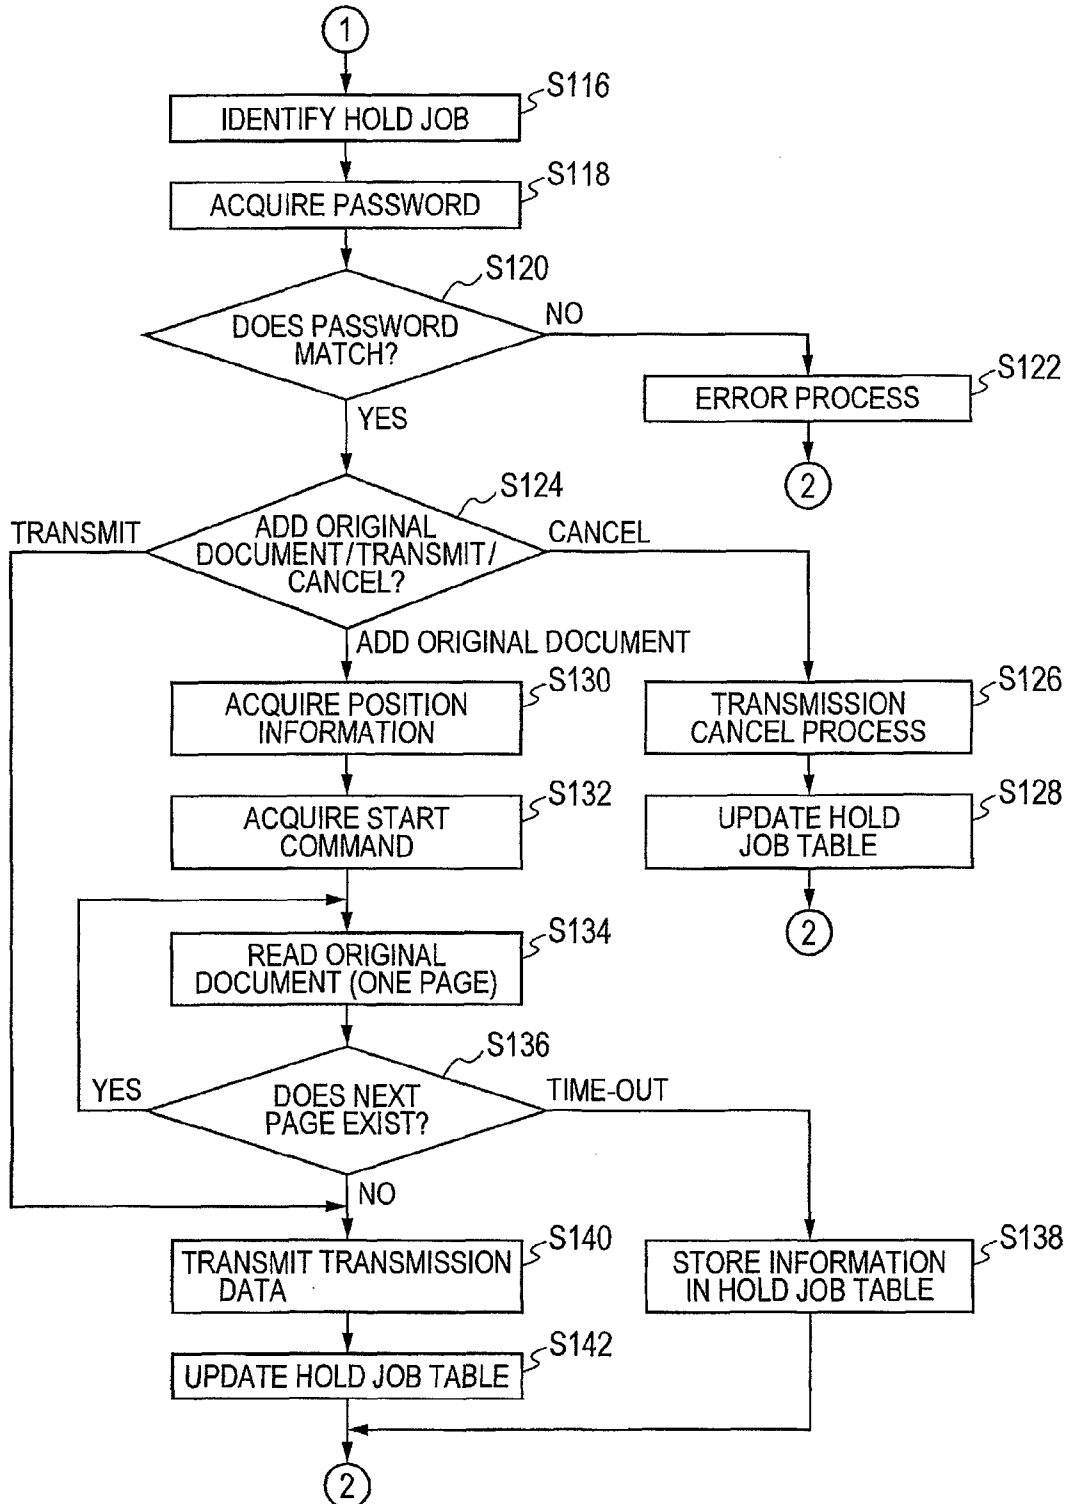 1
S116
IDENTIFY HOLD JOB
S118
ACQUIRE PASSWORD
S120
DOES PASSWORD
MATCH?
NO
YES
S122
ERROR PROCESS
2
S124
TRANSMIT
ADD ORIGINAL
DOCUMENT/TRANSMIT/
CANCEL?
CANCEL
ADD ORIGINAL DOCUMENT
S130
ACQUIRE POSITION
INFORMATION
S126
TRANSMISSION
CANCEL PROCESS
S132
ACQUIRE START
COMMAND
S128
UPDATE HOLD
JOB TABLE
2
S134
READ ORIGINAL
DOCUMENT (ONE PAGE)
S136
YES
DOES NEXT
PAGE EXIST?
TIME-OUT
NO
S140
TRANSMIT TRANSMISSION
DATA
S138
STORE INFORMATION
IN HOLD JOB TABLE
S142
UPDATE HOLD JOB TABLE
2